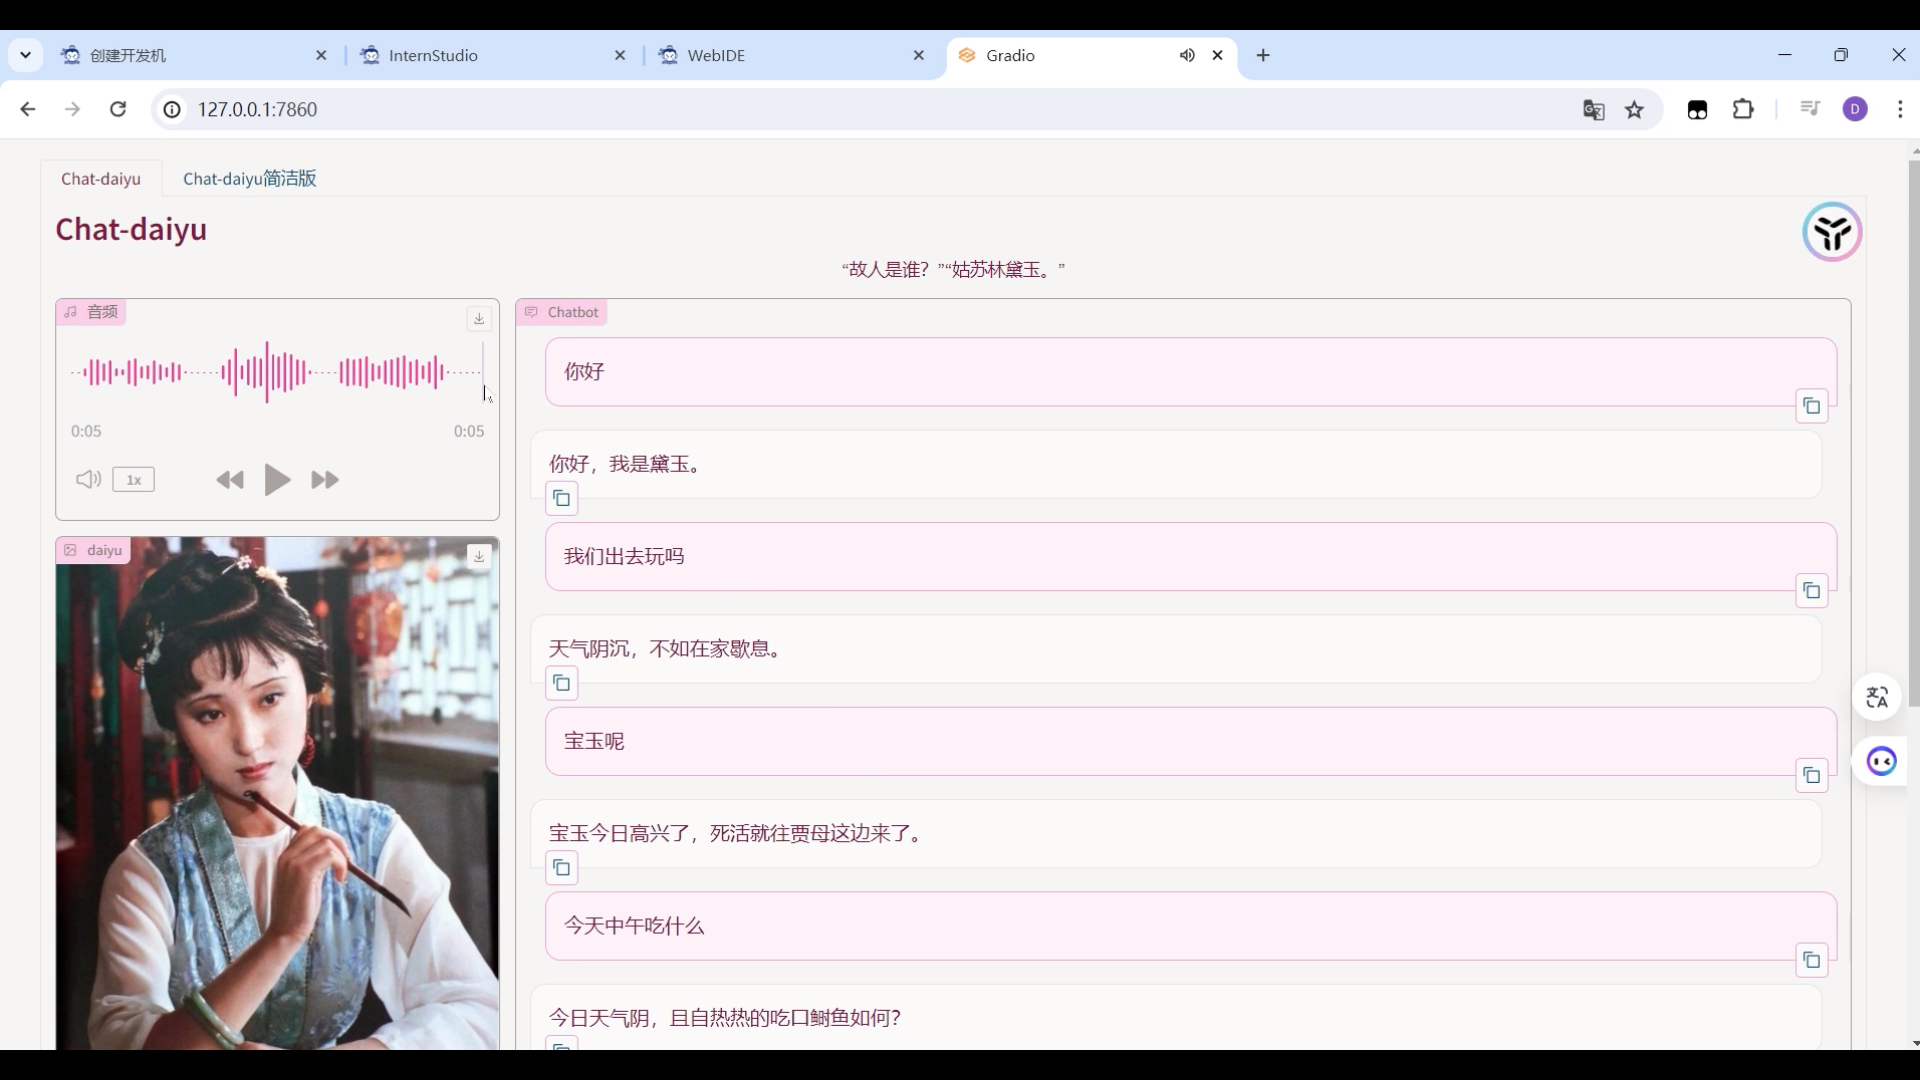 创建开发机
InternStudio
WebIDE
Gradio
127.0.0.1:7860
D
Chat-daiyu
Chat-daiyu简洁版
Chat-daiyu
“故人是谁？”“姑苏林黛玉。”
音频
0:05
0:05
1x
daiyu
Chatbot
你好
你好，我是黛玉。
我们出去玩吗
天气阴沉，不如在家歇息。
宝玉呢
宝玉今日高兴了，死活就往贾母这边来了。
今天中午吃什么
今日天气阴，且自热热的吃口鲥鱼如何？